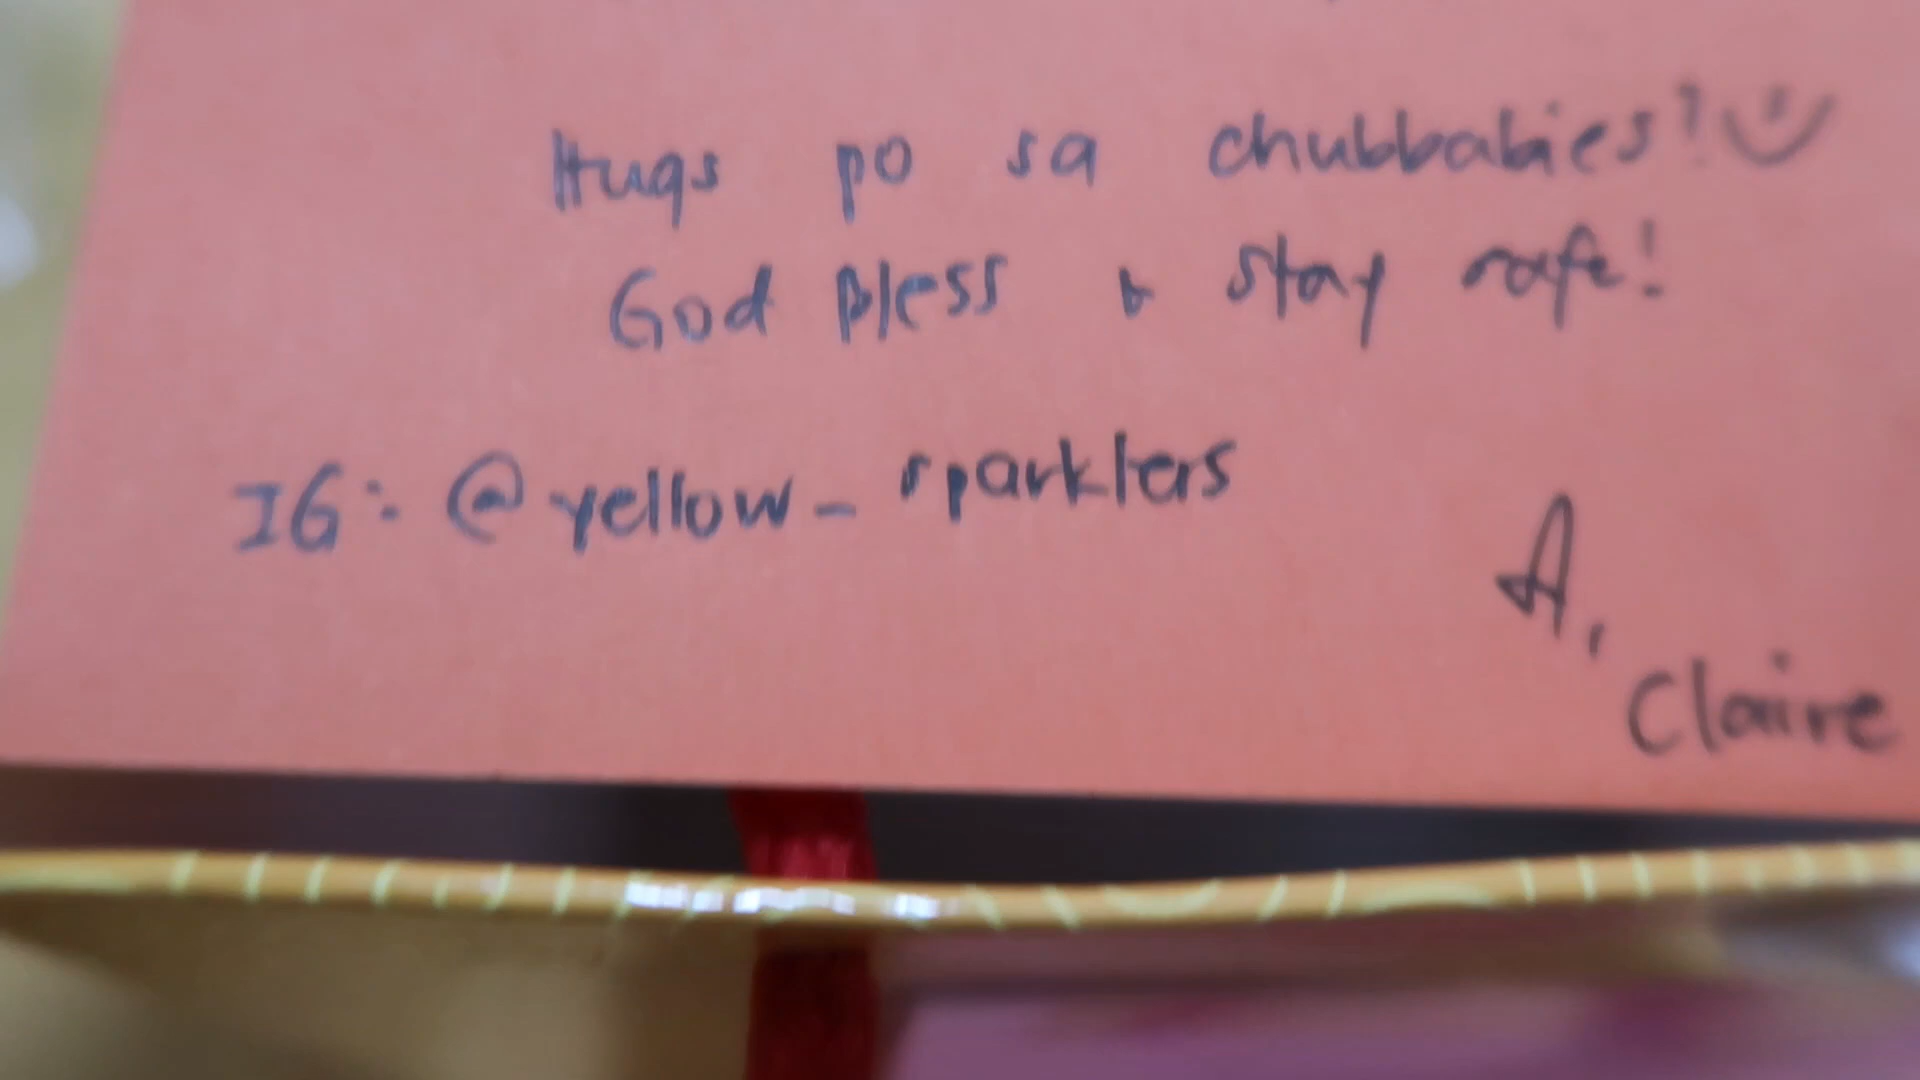 Hugs po sa chubbabies! :)
God Bless & stay safe!
IG: @yellow_sparklers
A,
Claire